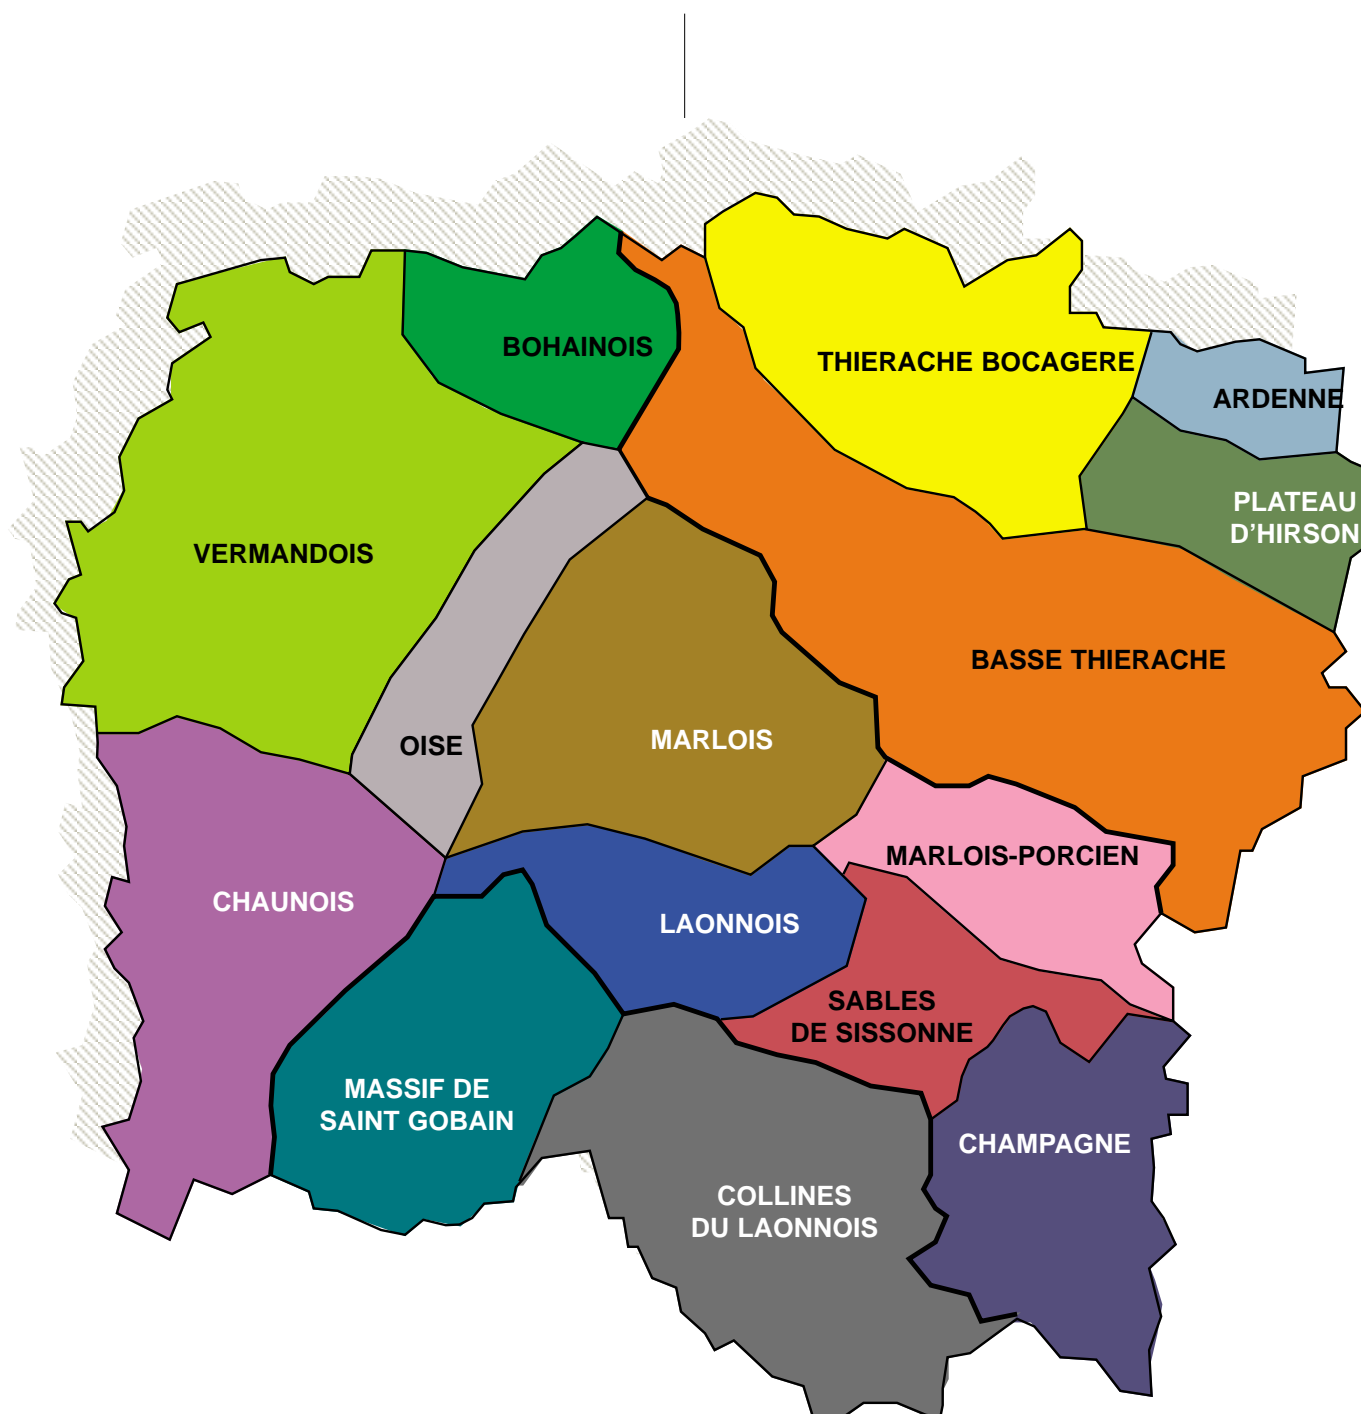 BOHAINOIS
THIERACHE BOCAGERE
ARDENNE
PLATEAU
D'HIRSON
VERMANDOIS
BASSE THIERACHE
OISE
MARLOIS
MARLOIS-PORCIEN
CHAUNOIS
LAONNOIS
SABLES
DE SISSONNE
MASSIF DE
SAINT GOBAIN
CHAMPAGNE
COLLINES
DU LAONNOIS